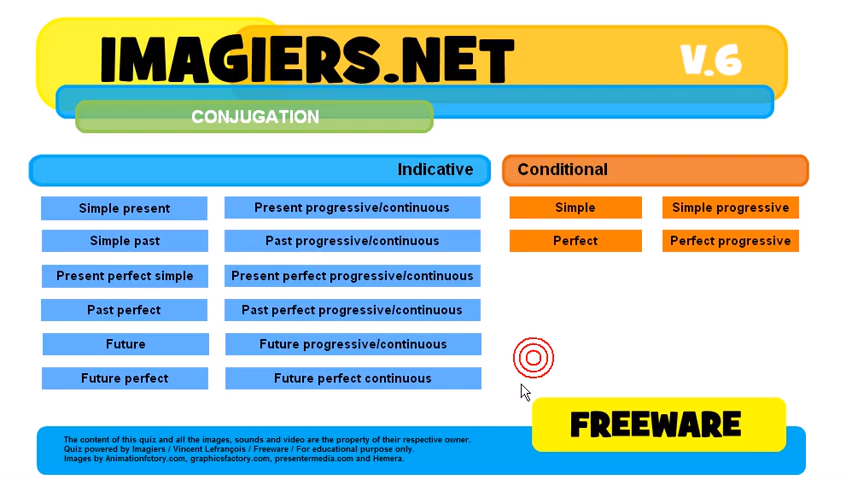 IMAGIERS.NET
V.6
CONJUGATION
Indicative
Conditional
Simple present
Present progressive/continuous
Simple
Simple progressive
Simple past
Past progressive/continuous
Perfect
Perfect progressive
Present perfect simple
Present perfect progressive/continuous
Past perfect
Past perfect progressive/continuous
Future
Future progressive/continuous
Future perfect
Future perfect continuous
FREEWARE
The content of this quiz and all the images, sounds and video are the property of their respective owner.
Quiz powered by Imagiers / Vincent Lefrançois / Freeware / For educational purpose only.
Images by Animationfotory.com, graphicsfactory.com, presentermedia.com and Hemera.